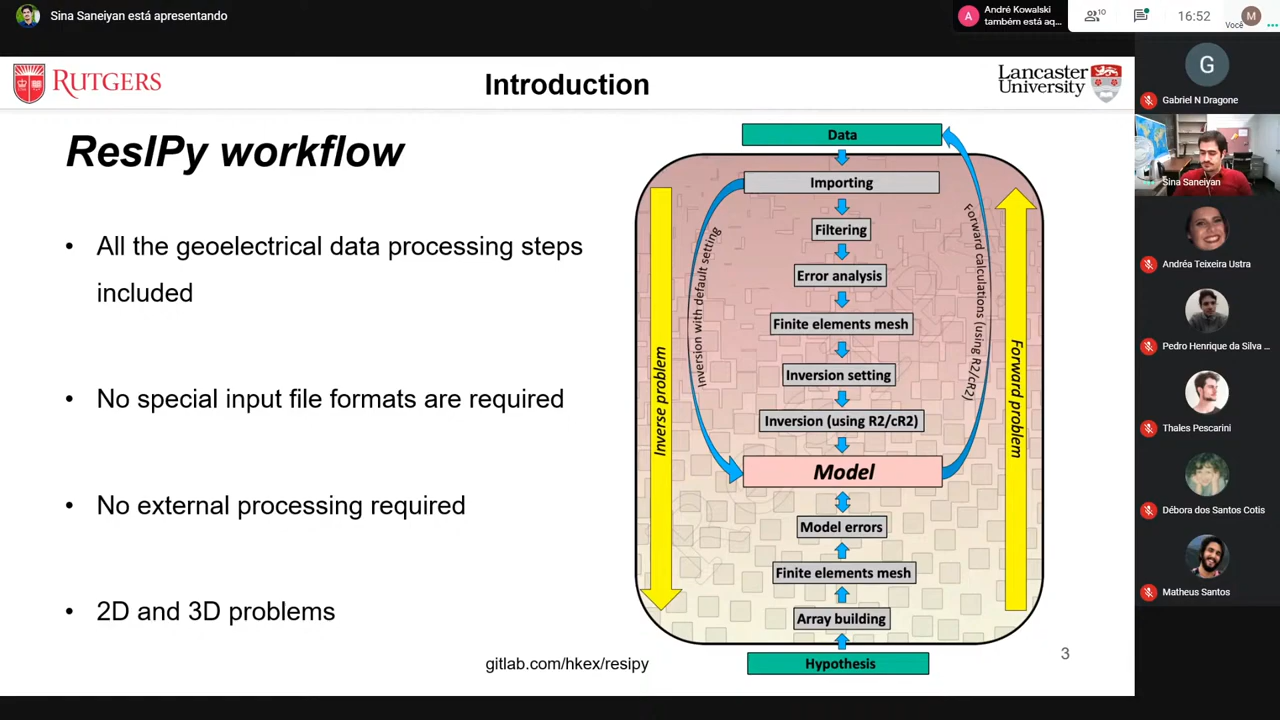 Sina Saneiyan está apresentando
André Kowalski
também está aq...
10
16:52
Você
A
M
RUTGERS
Introduction
Lancaster
University
ResIPy workflow
• All the geoelectrical data processing steps
included
• No special input file formats are required
• No external processing required
• 2D and 3D problems
gitlab.com/hkex/resipy
Data
Importing
Filtering
Error analysis
Finite elements mesh
Inversion setting
Inversion (using R2/cR2)
Model
Model errors
Finite elements mesh
Array building
Hypothesis
Inverse problem
Inversion with default setting
Forward calculations (using R2/cR2)
Forward problem
3
G
Gabriel N Dragone
Sina Saneiyan
Andréa Teixeira Ustra
Pedro Henrique da Silva ...
Thales Pescarini
Débora dos Santos Cotis
Matheus Santos